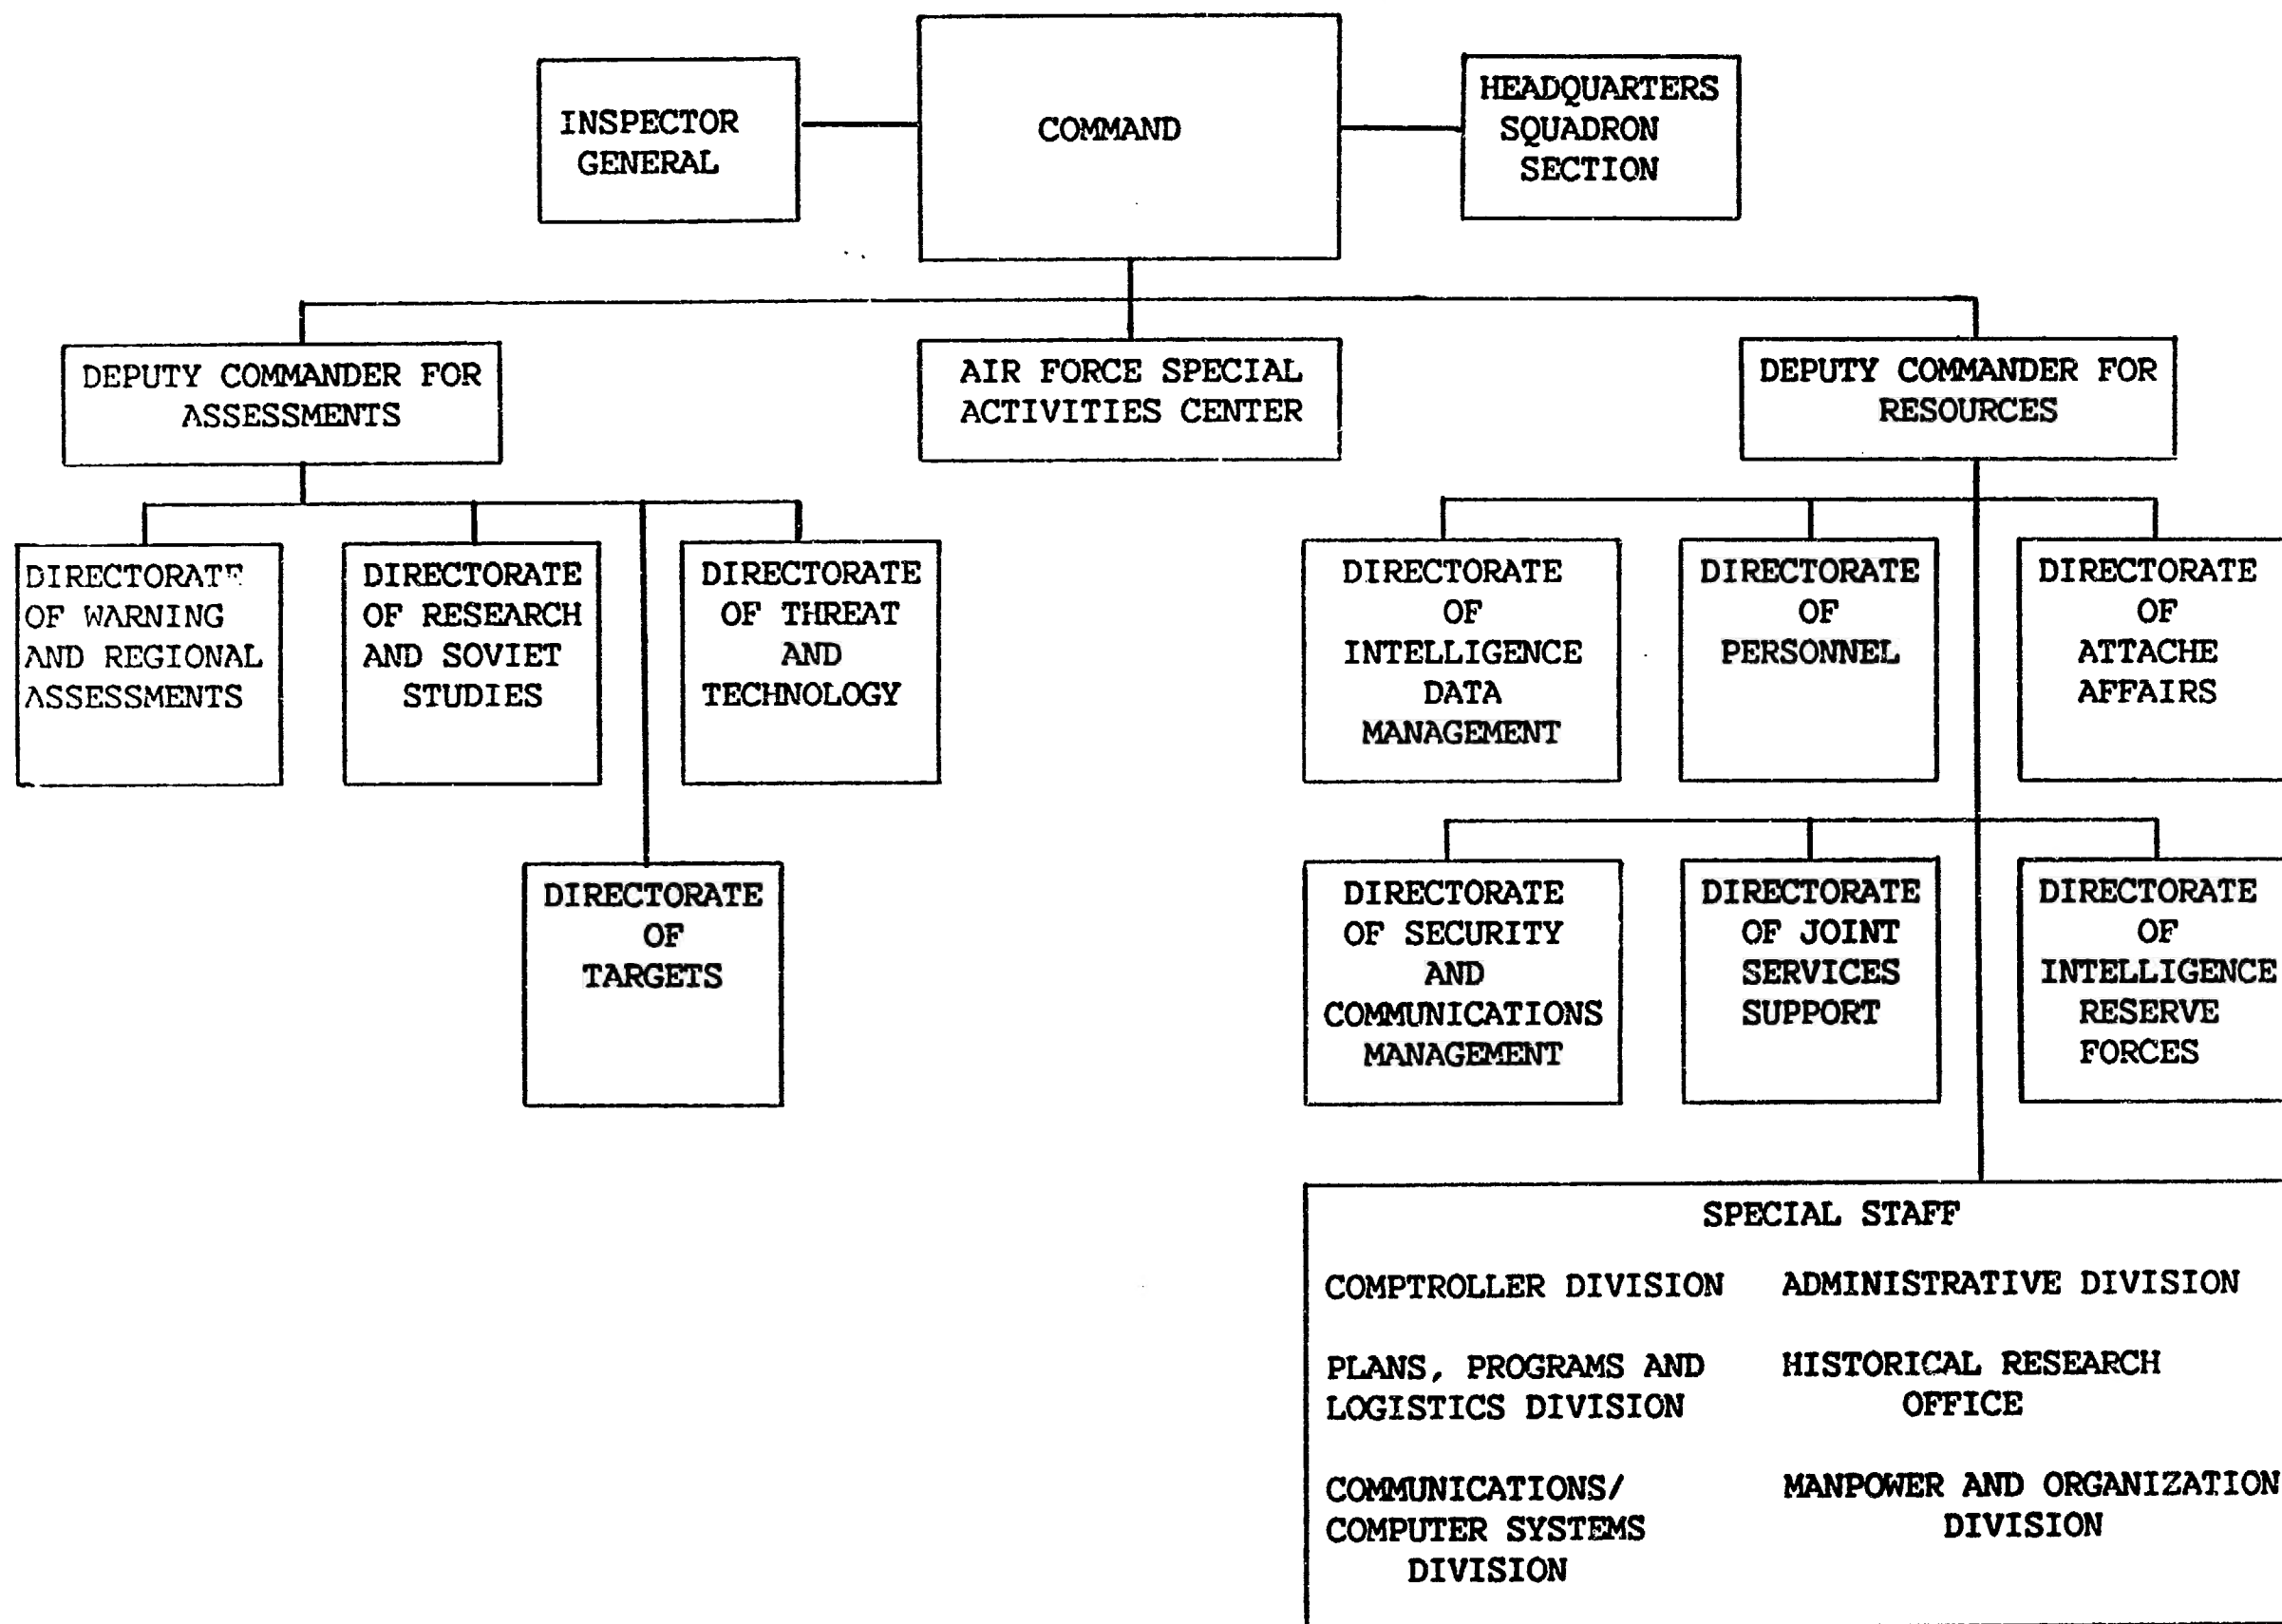 INSPECTOR
GENERAL
COMMAND
HEADQUARTERS
SQUADRON
SECTION
DEPUTY COMMANDER FOR
ASSESSMENTS
AIR FORCE SPECIAL
ACTIVITIES CENTER
DEPUTY COMMANDER FOR
RESOURCES
DIRECTORATE
OF WARNING
AND REGIONAL
ASSESSMENTS
DIRECTORATE
OF RESEARCH
AND SOVIET
STUDIES
DIRECTORATE
OF THREAT
AND
TECHNOLOGY
DIRECTORATE
OF
TARGETS
DIRECTORATE
OF
INTELLIGENCE
DATA
MANAGEMENT
DIRECTORATE
OF
PERSONNEL
DIRECTORATE
OF
ATTACHE
AFFAIRS
DIRECTORATE
OF SECURITY
AND
COMMUNICATIONS
MANAGEMENT
DIRECTORATE
OF JOINT
SERVICES
SUPPORT
DIRECTORATE
OF
INTELLIGENCE
RESERVE
FORCES
SPECIAL STAFF
COMPTROLLER DIVISION
ADMINISTRATIVE DIVISION
PLANS, PROGRAMS AND
LOGISTICS DIVISION
HISTORICAL RESEARCH
OFFICE
COMMUNICATIONS/
COMPUTER SYSTEMS
DIVISION
MANPOWER AND ORGANIZATION
DIVISION